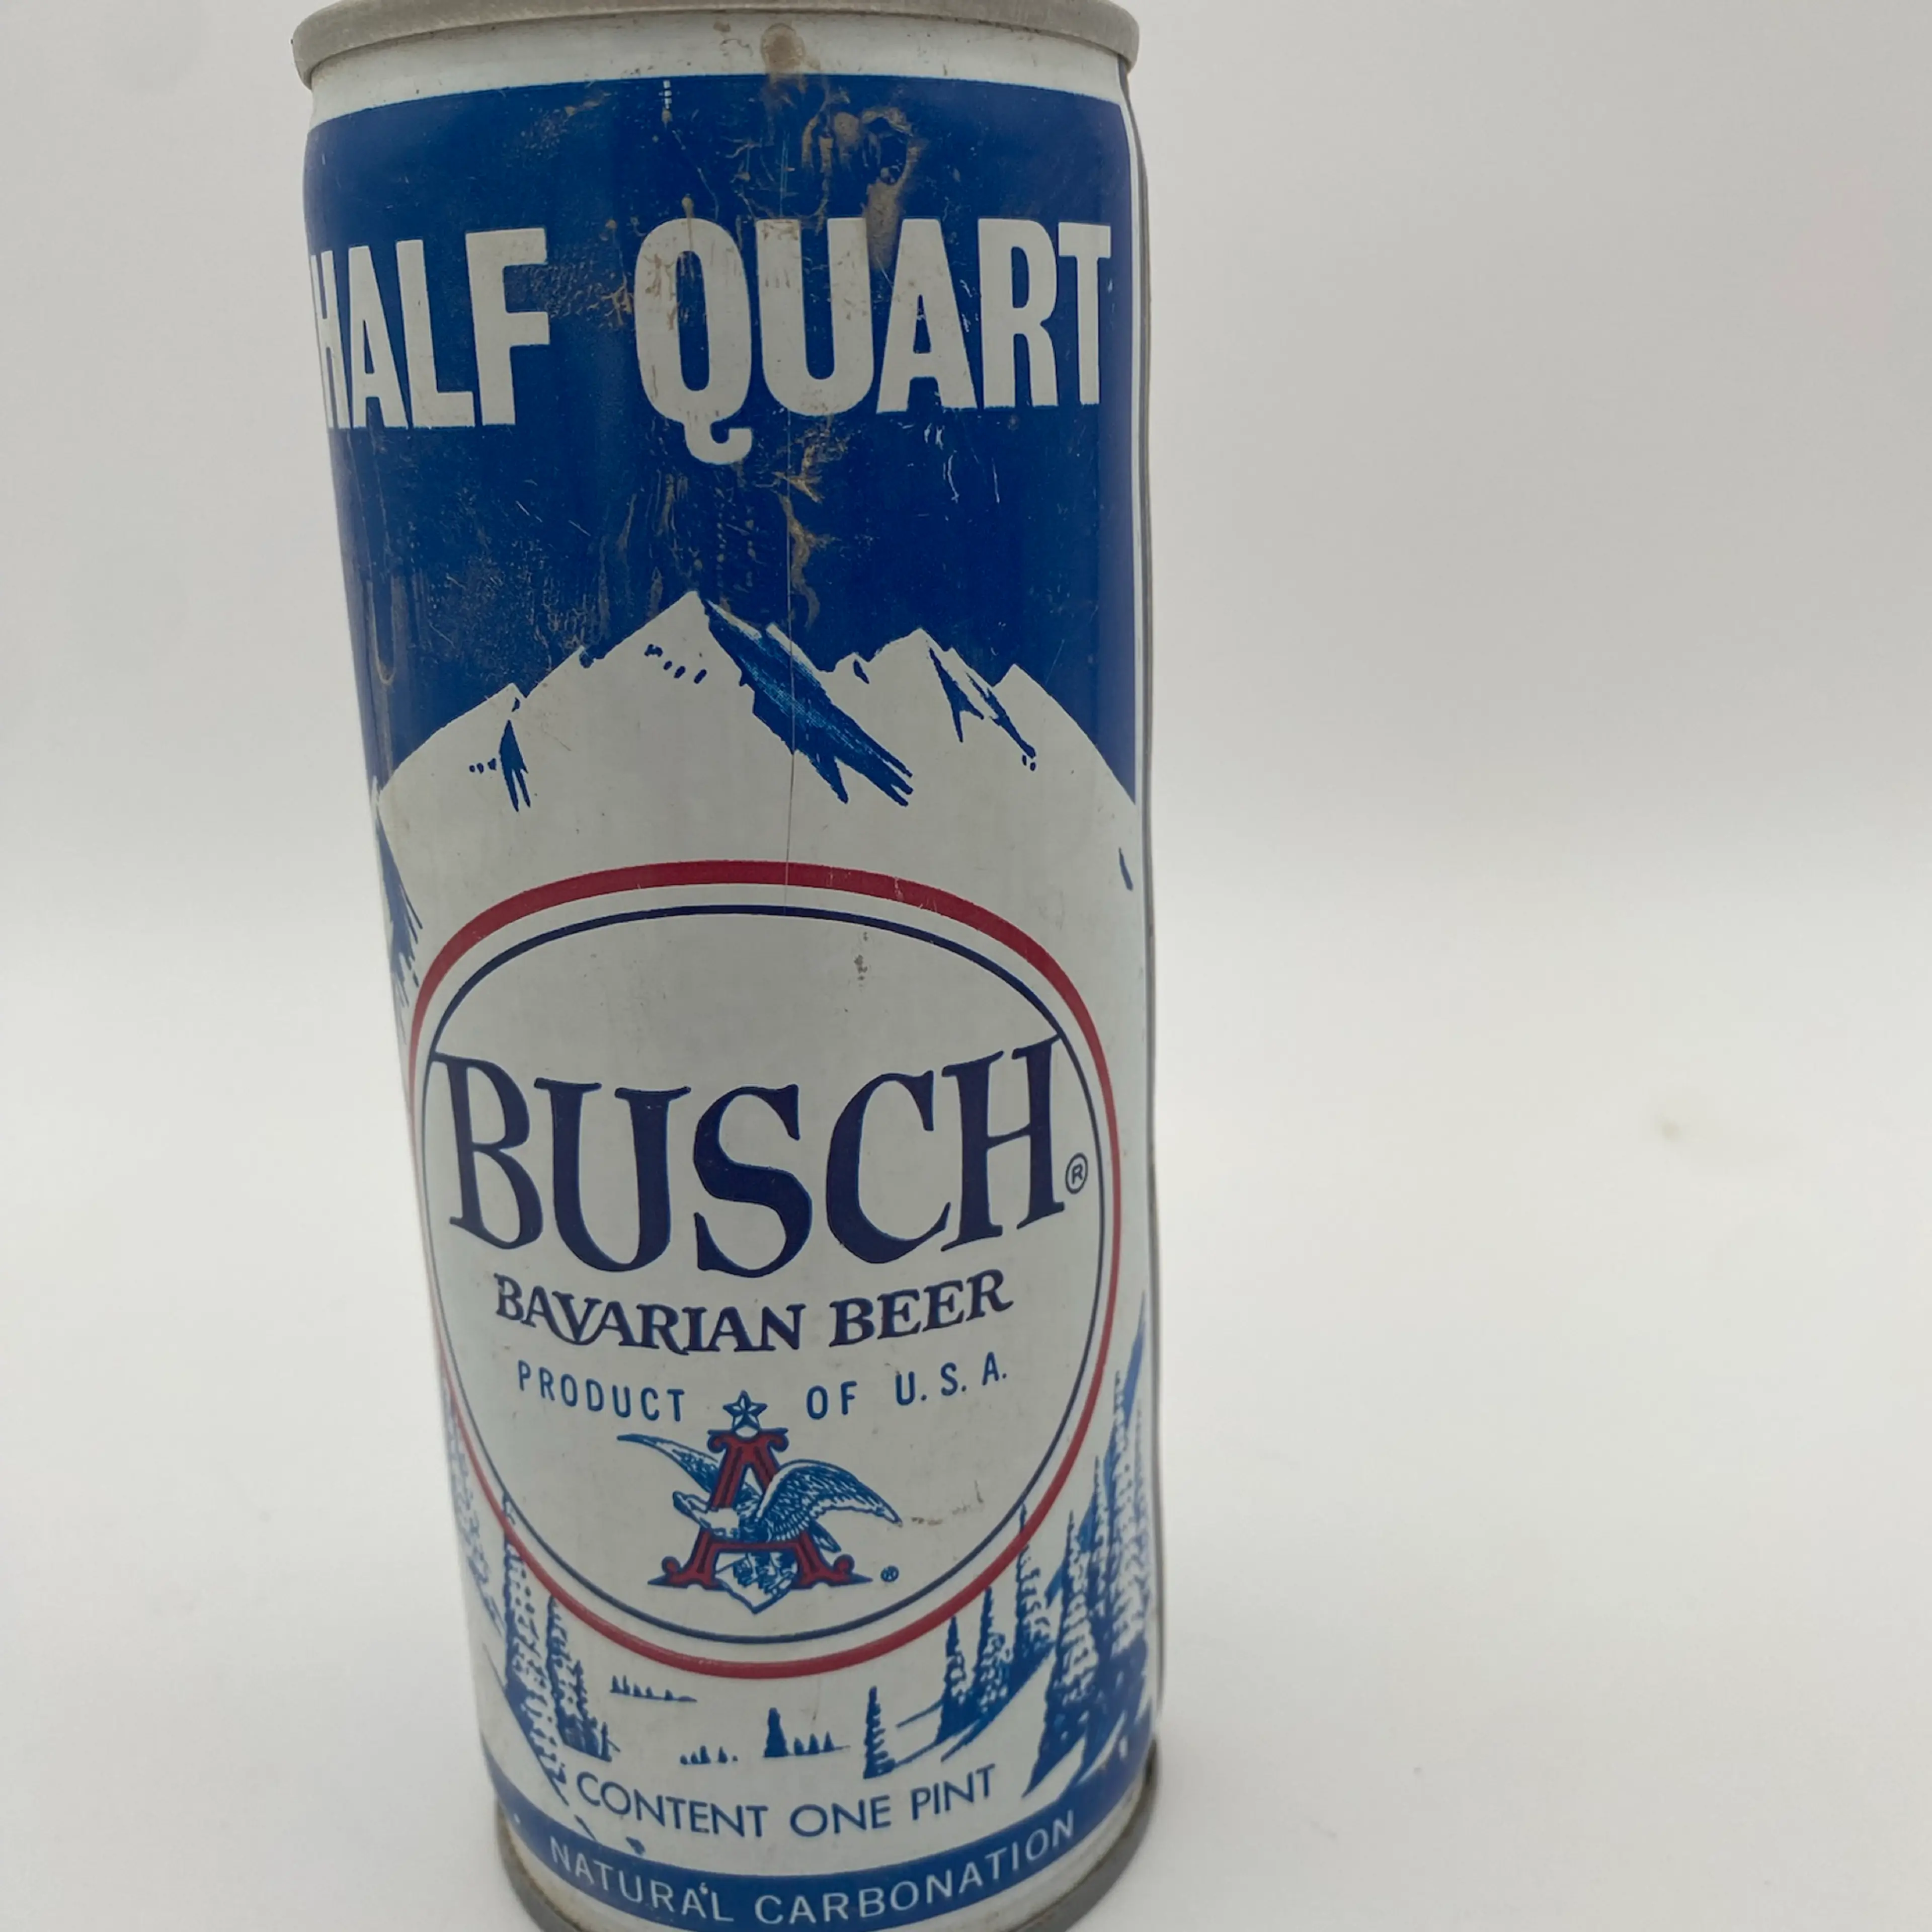 HALF QUART
BUSCH®
BAVARIAN BEER
PRODUCT OF U.S.A.
A
®
CONTENT ONE PINT
NATURAL CARBONATION